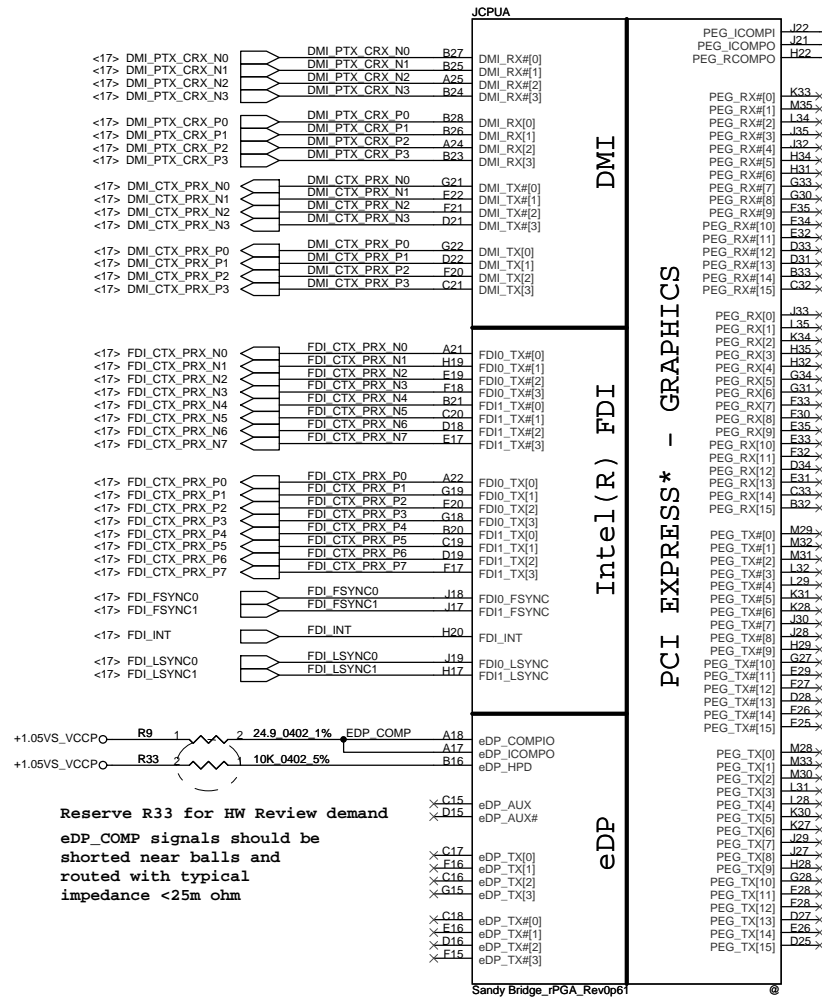 JCPUA
<17> DMI_PTX_CRX_N0 DMI_PTX_CRX_N0 B27 DMI_RX#[0]
<17> DMI_PTX_CRX_N1 DMI_PTX_CRX_N1 B25 DMI_RX#[1]
<17> DMI_PTX_CRX_N2 DMI_PTX_CRX_N2 A25 DMI_RX#[2]
<17> DMI_PTX_CRX_N3 DMI_PTX_CRX_N3 B24 DMI_RX#[3]
<17> DMI_PTX_CRX_P0 DMI_PTX_CRX_P0 B28 DMI_RX[0]
<17> DMI_PTX_CRX_P1 DMI_PTX_CRX_P1 B26 DMI_RX[1]
<17> DMI_PTX_CRX_P2 DMI_PTX_CRX_P2 A24 DMI_RX[2]
<17> DMI_PTX_CRX_P3 DMI_PTX_CRX_P3 B23 DMI_RX[3]
<17> DMI_CTX_PRX_N0 DMI_CTX_PRX_N0 G21 DMI_TX#[0]
<17> DMI_CTX_PRX_N1 DMI_CTX_PRX_N1 E22 DMI_TX#[1]
<17> DMI_CTX_PRX_N2 DMI_CTX_PRX_N2 F21 DMI_TX#[2]
<17> DMI_CTX_PRX_N3 DMI_CTX_PRX_N3 D21 DMI_TX#[3]
<17> DMI_CTX_PRX_P0 DMI_CTX_PRX_P0 G22 DMI_TX[0]
<17> DMI_CTX_PRX_P1 DMI_CTX_PRX_P1 D22 DMI_TX[1]
<17> DMI_CTX_PRX_P2 DMI_CTX_PRX_P2 F20 DMI_TX[2]
<17> DMI_CTX_PRX_P3 DMI_CTX_PRX_P3 C21 DMI_TX[3]
DMI
<17> FDI_CTX_PRX_N0 FDI_CTX_PRX_N0 A21 FDI0_TX#[0]
<17> FDI_CTX_PRX_N1 FDI_CTX_PRX_N1 H19 FDI0_TX#[1]
<17> FDI_CTX_PRX_N2 FDI_CTX_PRX_N2 E19 FDI0_TX#[2]
<17> FDI_CTX_PRX_N3 FDI_CTX_PRX_N3 F18 FDI0_TX#[3]
<17> FDI_CTX_PRX_N4 FDI_CTX_PRX_N4 B21 FDI1_TX#[0]
<17> FDI_CTX_PRX_N5 FDI_CTX_PRX_N5 C20 FDI1_TX#[1]
<17> FDI_CTX_PRX_N6 FDI_CTX_PRX_N6 D18 FDI1_TX#[2]
<17> FDI_CTX_PRX_N7 FDI_CTX_PRX_N7 E17 FDI1_TX#[3]
<17> FDI_CTX_PRX_P0 FDI_CTX_PRX_P0 A22 FDI0_TX[0]
<17> FDI_CTX_PRX_P1 FDI_CTX_PRX_P1 G19 FDI0_TX[1]
<17> FDI_CTX_PRX_P2 FDI_CTX_PRX_P2 E20 FDI0_TX[2]
<17> FDI_CTX_PRX_P3 FDI_CTX_PRX_P3 G18 FDI0_TX[3]
<17> FDI_CTX_PRX_P4 FDI_CTX_PRX_P4 B20 FDI1_TX[0]
<17> FDI_CTX_PRX_P5 FDI_CTX_PRX_P5 C19 FDI1_TX[1]
<17> FDI_CTX_PRX_P6 FDI_CTX_PRX_P6 D19 FDI1_TX[2]
<17> FDI_CTX_PRX_P7 FDI_CTX_PRX_P7 F17 FDI1_TX[3]
<17> FDI_FSYNC0 FDI_FSYNC0 J18 FDI0_FSYNC
<17> FDI_FSYNC1 FDI_FSYNC1 J17 FDI1_FSYNC
<17> FDI_INT FDI_INT H20 FDI_INT
<17> FDI_LSYNC0 FDI_LSYNC0 J19 FDI0_LSYNC
<17> FDI_LSYNC1 FDI_LSYNC1 H17 FDI1_LSYNC
Intel(R) FDI
+1.05VS_VCCP R9 1 2 24.9_0402_1% EDP_COMP A18 eDP_COMPIO
A17 eDP_ICOMPO
+1.05VS_VCCP R33 2 1 10K_0402_5% B16 eDP_HPD
Reserve R33 for HW Review demand
eDP_COMP signals should be
shorted near balls and
routed with typical
impedance <25m ohm
C15 eDP_AUX
D15 eDP_AUX#
C17 eDP_TX[0]
F16 eDP_TX[1]
C16 eDP_TX[2]
G15 eDP_TX[3]
C18 eDP_TX#[0]
E16 eDP_TX#[1]
D16 eDP_TX#[2]
F15 eDP_TX#[3]
eDP
PCI EXPRESS* - GRAPHICS
PEG_ICOMPI J22
PEG_ICOMPO J21
PEG_RCOMPO H22
PEG_RX#[0] K33
PEG_RX#[1] M35
PEG_RX#[2] L34
PEG_RX#[3] J35
PEG_RX#[4] J32
PEG_RX#[5] H34
PEG_RX#[6] H31
PEG_RX#[7] G33
PEG_RX#[8] G30
PEG_RX#[9] F35
PEG_RX#[10] E34
PEG_RX#[11] E32
PEG_RX#[12] D33
PEG_RX#[13] D31
PEG_RX#[14] B33
PEG_RX#[15] C32
PEG_RX[0] J33
PEG_RX[1] L35
PEG_RX[2] K34
PEG_RX[3] H35
PEG_RX[4] H32
PEG_RX[5] G34
PEG_RX[6] G31
PEG_RX[7] F33
PEG_RX[8] F30
PEG_RX[9] E35
PEG_RX[10] E33
PEG_RX[11] F32
PEG_RX[12] D34
PEG_RX[13] E31
PEG_RX[14] C33
PEG_RX[15] B32
PEG_TX#[0] M29
PEG_TX#[1] M32
PEG_TX#[2] M31
PEG_TX#[3] L32
PEG_TX#[4] L29
PEG_TX#[5] K31
PEG_TX#[6] K28
PEG_TX#[7] J30
PEG_TX#[8] J28
PEG_TX#[9] H29
PEG_TX#[10] G27
PEG_TX#[11] E29
PEG_TX#[12] F27
PEG_TX#[13] D28
PEG_TX#[14] F26
PEG_TX#[15] E25
PEG_TX[0] M28
PEG_TX[1] M33
PEG_TX[2] M30
PEG_TX[3] L31
PEG_TX[4] L28
PEG_TX[5] K30
PEG_TX[6] K27
PEG_TX[7] J29
PEG_TX[8] J27
PEG_TX[9] H28
PEG_TX[10] G28
PEG_TX[11] E28
PEG_TX[12] F28
PEG_TX[13] D27
PEG_TX[14] E26
PEG_TX[15] D25
Sandy Bridge_rPGA_Rev0p61 @